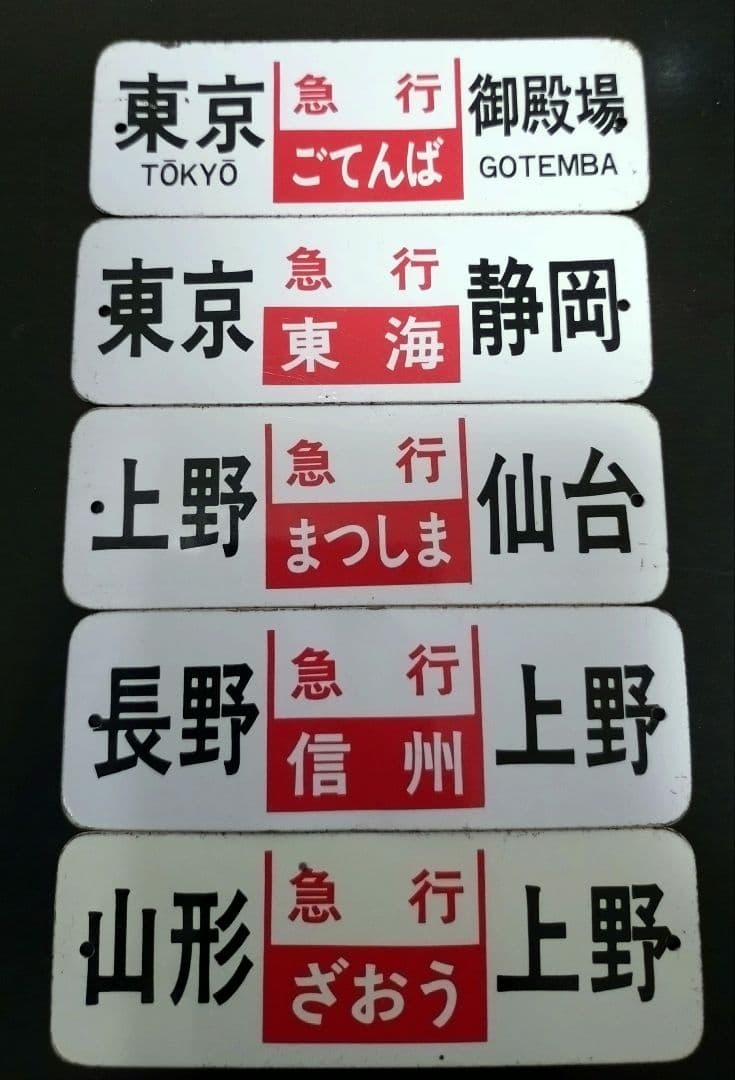 東京 急行 御殿場
TŌKYŌ ごてんば GOTEMBA
東京 急行 静岡
東海
上野 急行 仙台
まつしま
長野 急行 上野
信州
山形 急行 上野
ざおう